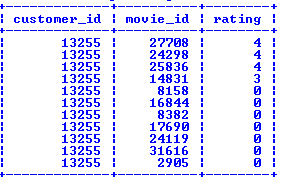 customer_id | movie_id | rating
13255 | 27708 | 4
13255 | 24298 | 4
13255 | 25836 | 4
13255 | 14831 | 3
13255 | 8158 | 0
13255 | 16844 | 0
13255 | 8382 | 0
13255 | 17690 | 0
13255 | 24119 | 0
13255 | 31616 | 0
13255 | 2905 | 0